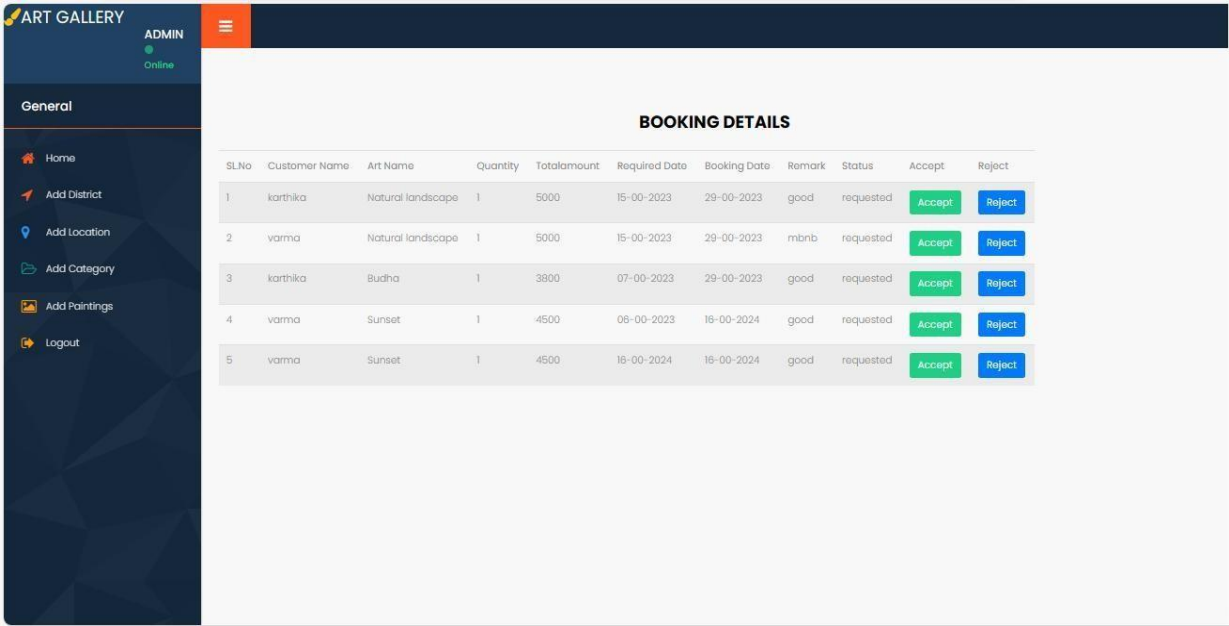 ART GALLERY
ADMIN
Online
General
Home
Add District
Add Location
Add Category
Add Paintings
Logout
BOOKING DETAILS
SL.No Customer Name Art Name Quantity Totalamount Required Date Booking Date Remark Status Accept Reject
1 karthika Natural landscape 1 5000 15-00-2023 29-00-2023 good requested Accept Reject
2 varma Natural landscape 1 5000 15-00-2023 29-00-2023 mbnb requested Accept Reject
3 karthika Budha 1 3800 07-00-2023 29-00-2023 good requested Accept Reject
4 varma Sunset 1 4500 06-00-2023 16-00-2024 good requested Accept Reject
5 varma Sunset 1 4500 16-00-2024 16-00-2024 good requested Accept Reject